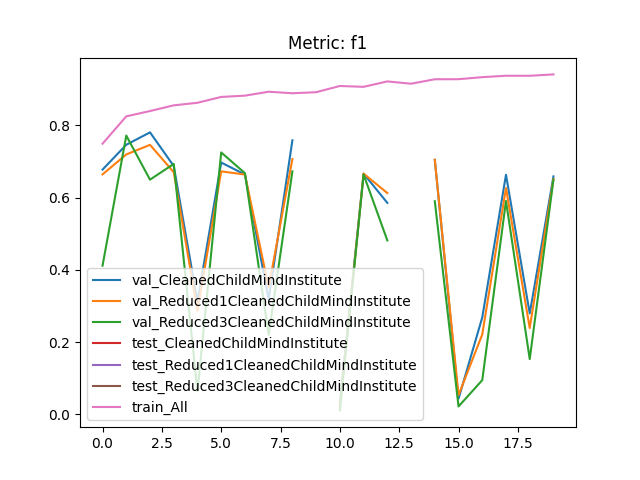 Metric: f1
0.8
0.6
0.4
0.2
0.0
val_CleanedChildMindInstitute
val_Reduced1CleanedChildMindInstitute
val_Reduced3CleanedChildMindInstitute
test_CleanedChildMindInstitute
test_Reduced1CleanedChildMindInstitute
test_Reduced3CleanedChildMindInstitute
train_All
0.0 2.5 5.0 7.5 10.0 12.5 15.0 17.5